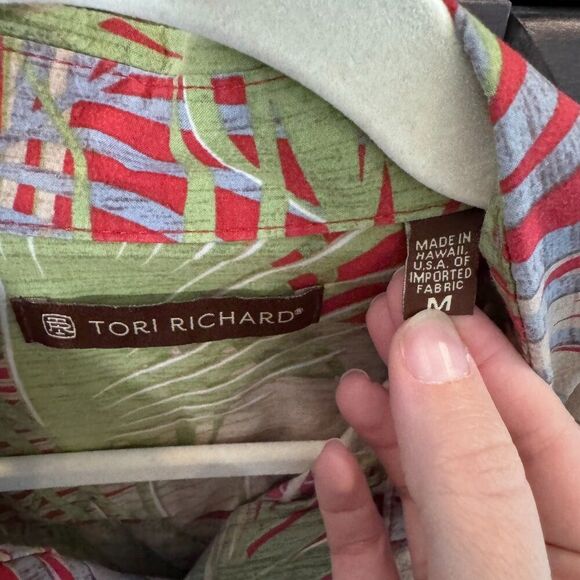 TORI RICHARD®
MADE IN
HAWAII,
U.S.A. OF
IMPORTED
FABRIC
M